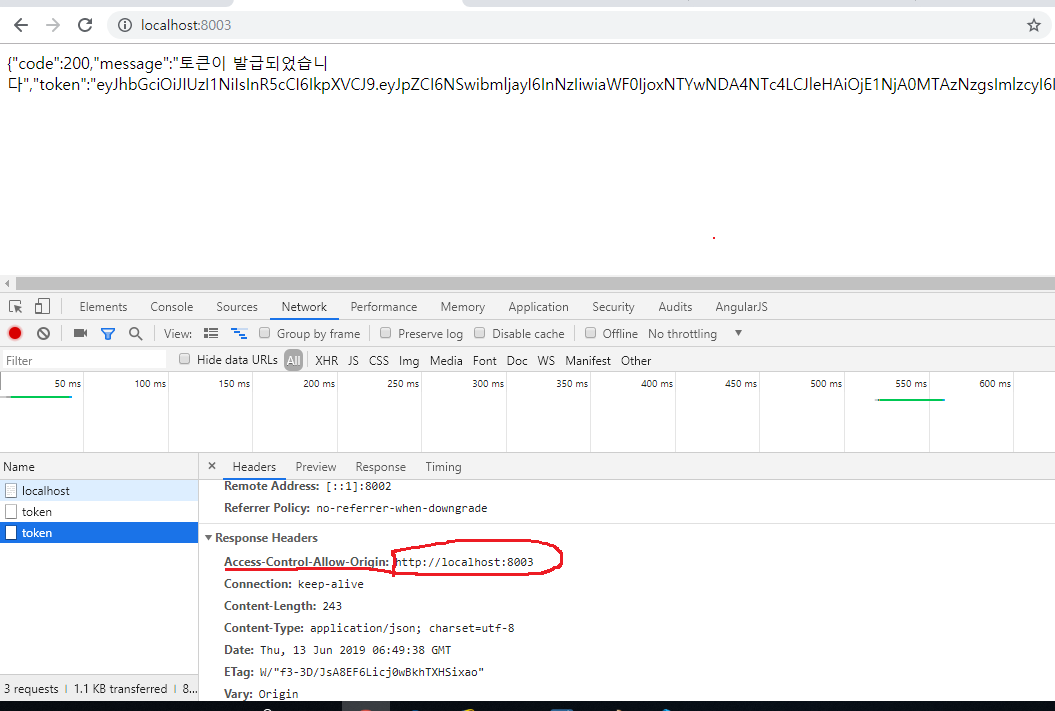 localhost:8003
{"code":200,"message":"토큰이 발급되었습니
다","token":"eyJhbGciOiJIUzI1NiIsInR5cCI6IkpXVCJ9.eyJpZCI6NSwibmljayI6InNzIiwiaWF0IjoxNTYwNDA4NTc4LCJleHAiOjE1NjA0MTAzNzgsImlzcyI6I
Elements Console Sources Network Performance Memory Application Security Audits AngularJS
View: Group by frame Preserve log Disable cache Offline No throttling
Filter Hide data URLs All XHR JS CSS Img Media Font Doc WS Manifest Other
50 ms 100 ms 150 ms 200 ms 250 ms 300 ms 350 ms 400 ms 450 ms 500 ms 550 ms 600 ms
Name
localhost
token
token
3 requests 1.1 KB transferred 8...
Headers Preview Response Timing
Remote Address: [::1]:8002
Referrer Policy: no-referrer-when-downgrade
Response Headers
Access-Control-Allow-Origin: http://localhost:8003
Connection: keep-alive
Content-Length: 243
Content-Type: application/json; charset=utf-8
Date: Thu, 13 Jun 2019 06:49:38 GMT
ETag: W/"f3-3D/JsA8EF6Licj0wBkhTXHSixao"
Vary: Origin